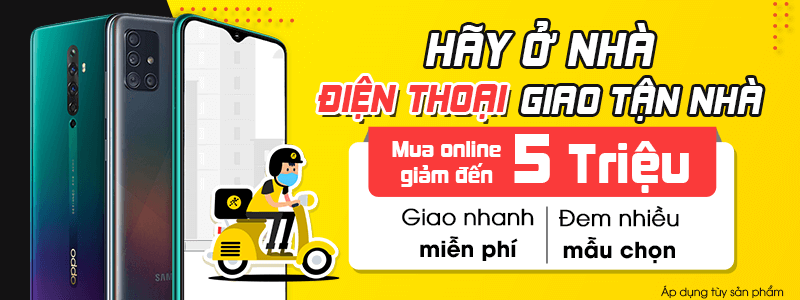 HÃY Ở NHÀ
ĐIỆN THOẠI GIAO TẬN NHÀ
Mua online
giảm đến
5 Triệu
Giao nhanh
miễn phí
Đem nhiều
mẫu chọn
Áp dụng tùy sản phẩm
oppo
SAMS